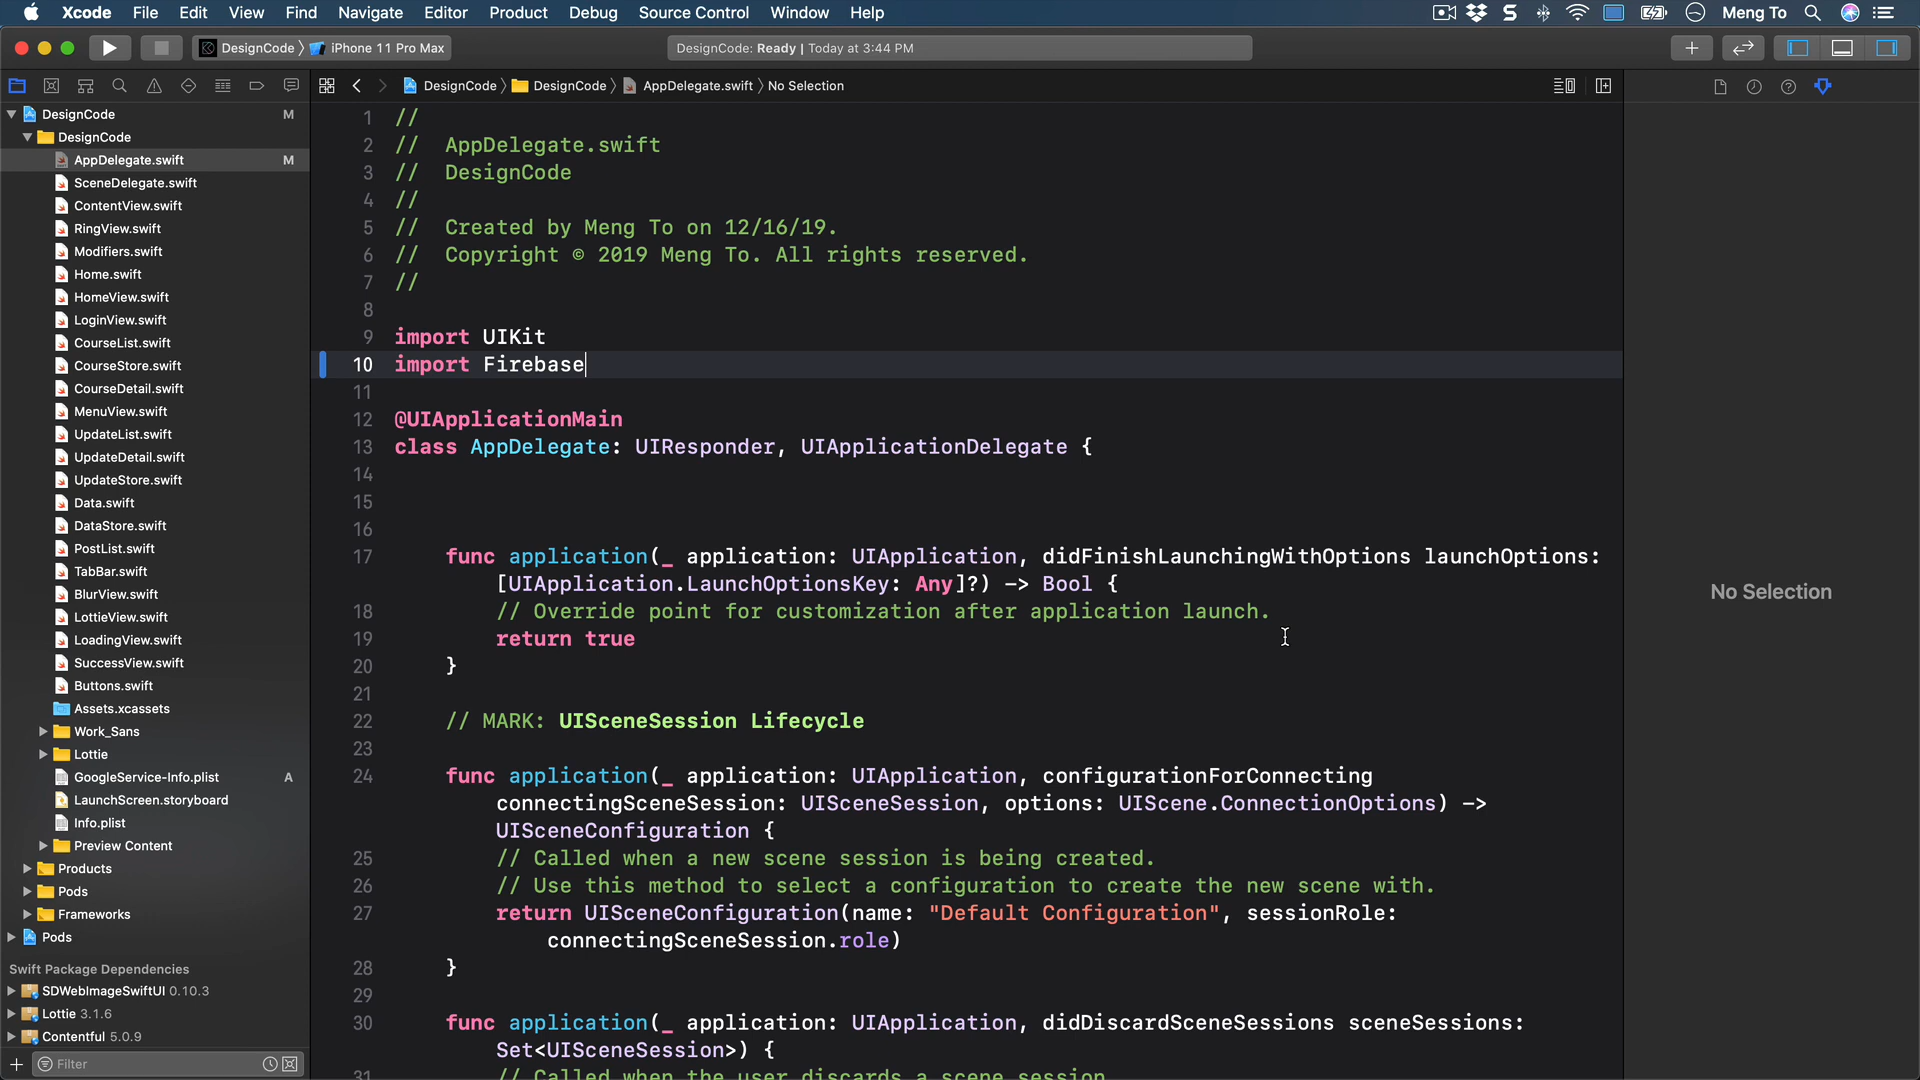 Xcode File Edit View Find Navigate Editor Product Debug Source Control Window Help Meng To
DesignCode iPhone 11 Pro Max
DesignCode: Ready | Today at 3:44 PM
DesignCode DesignCode AppDelegate.swift No Selection
DesignCode M
DesignCode
AppDelegate.swift M
SceneDelegate.swift
ContentView.swift
RingView.swift
Modifiers.swift
Home.swift
HomeView.swift
LoginView.swift
CourseList.swift
CourseStore.swift
CourseDetail.swift
MenuView.swift
UpdateList.swift
UpdateDetail.swift
UpdateStore.swift
Data.swift
DataStore.swift
PostList.swift
TabBar.swift
BlurView.swift
LottieView.swift
LoadingView.swift
SuccessView.swift
Buttons.swift
Assets.xcassets
Work_Sans
Lottie
GoogleService-Info.plist A
LaunchScreen.storyboard
Info.plist
Preview Content
Products
Pods
Frameworks
Pods
Swift Package Dependencies
SDWebImageSwiftUI 0.10.3
Lottie 3.1.6
Contentful 5.0.9
Filter
1 //
2 // AppDelegate.swift
3 // DesignCode
4 //
5 // Created by Meng To on 12/16/19.
6 // Copyright © 2019 Meng To. All rights reserved.
7 //
8
9 import UIKit
10 import Firebase
11
12 @UIApplicationMain
13 class AppDelegate: UIResponder, UIApplicationDelegate {
14
15
16
17 func application(_ application: UIApplication, didFinishLaunchingWithOptions launchOptions:
[UIApplication.LaunchOptionsKey: Any]?) -> Bool {
18 // Override point for customization after application launch.
19 return true
20 }
21
22 // MARK: UISceneSession Lifecycle
23
24 func application(_ application: UIApplication, configurationForConnecting
connectingSceneSession: UISceneSession, options: UIScene.ConnectionOptions) ->
UISceneConfiguration {
25 // Called when a new scene session is being created.
26 // Use this method to select a configuration to create the new scene with.
27 return UISceneConfiguration(name: "Default Configuration", sessionRole:
connectingSceneSession.role)
28 }
29
30 func application(_ application: UIApplication, didDiscardSceneSessions sceneSessions:
Set<UISceneSession>) {
31 // Called when the user discards a scene session
No Selection